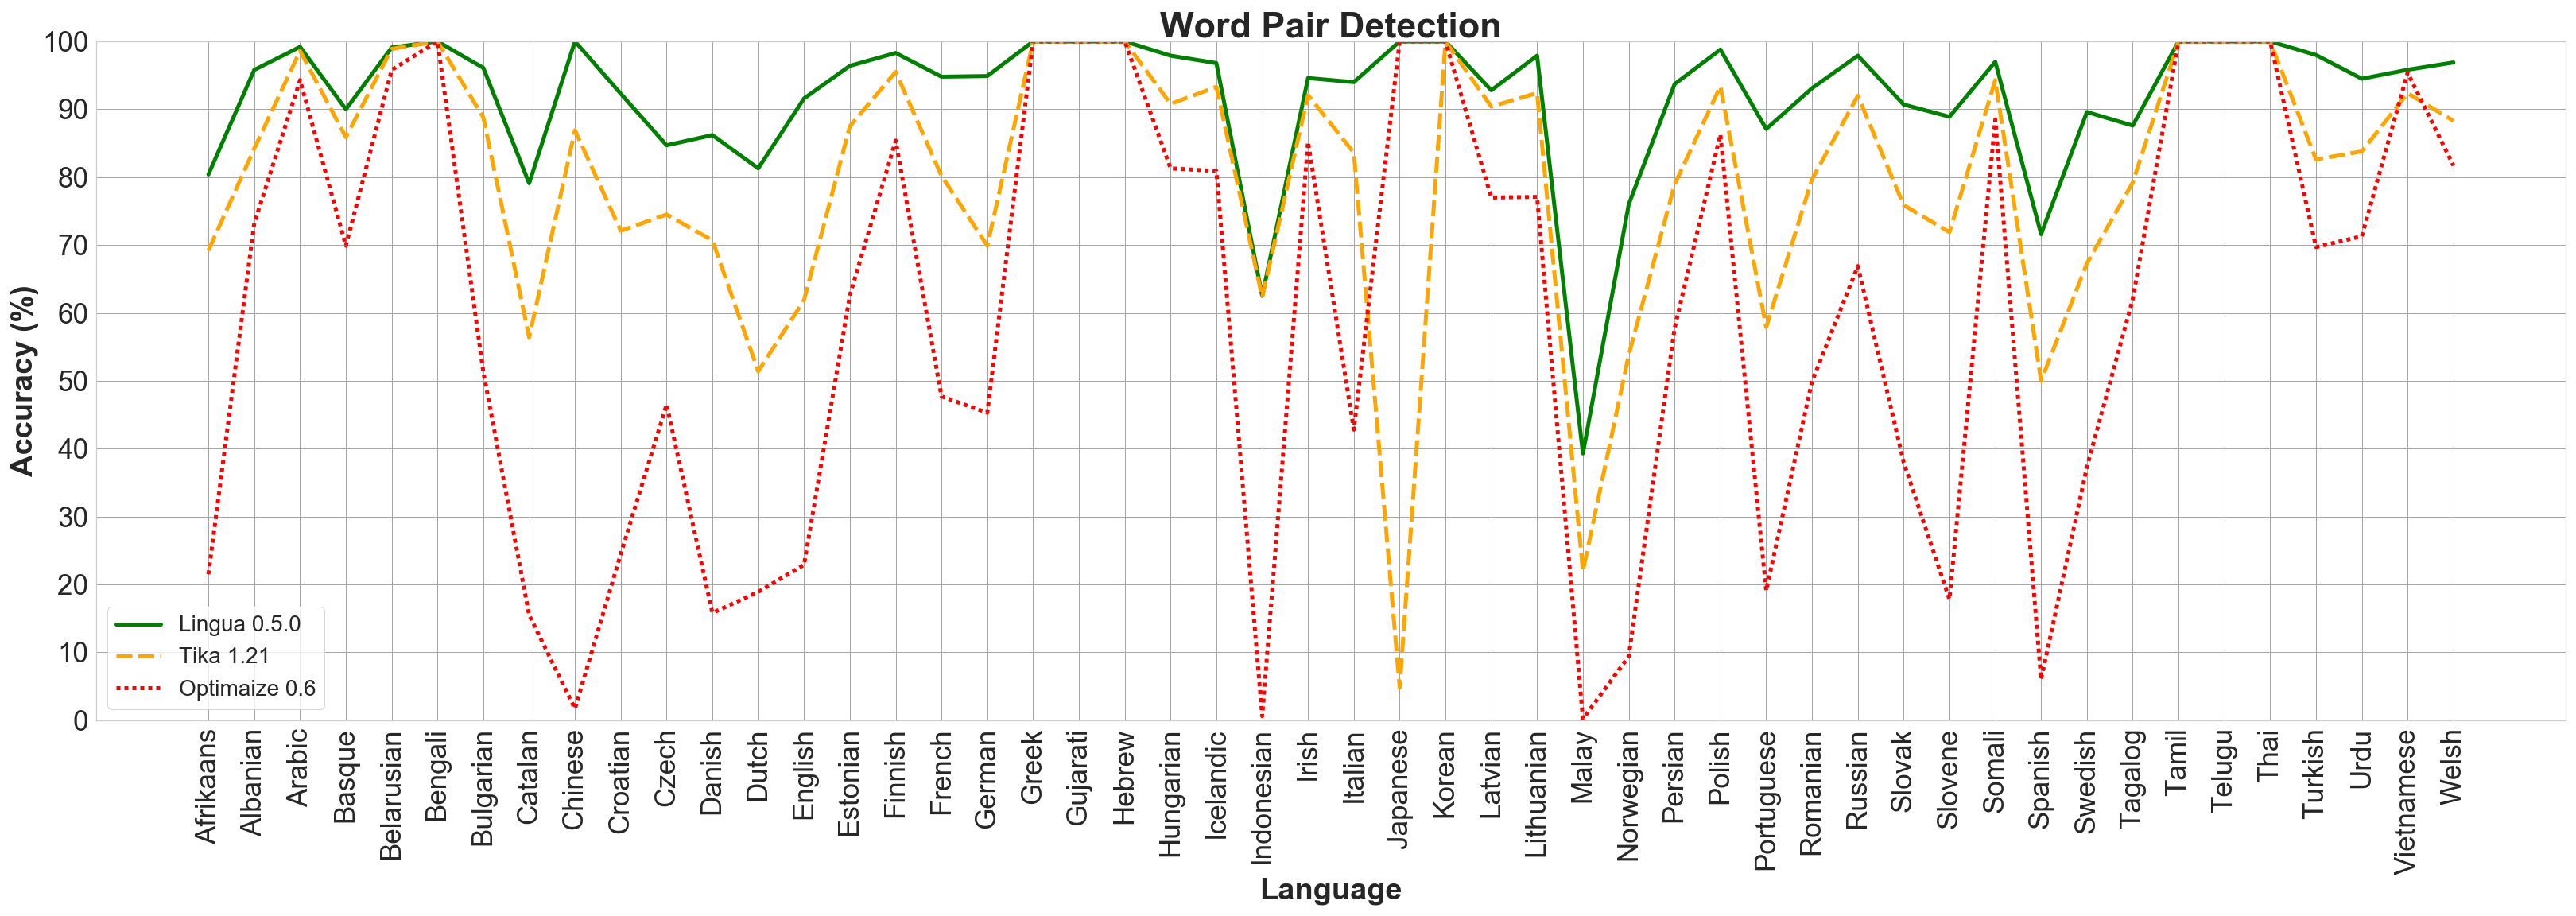 Word Pair Detection
100
90
80
70
60
50
40
30
20
10
0
Accuracy (%)
Lingua 0.5.0
Tika 1.21
Optimaize 0.6
Afrikaans
Albanian
Arabic
Basque
Belarusian
Bengali
Bulgarian
Catalan
Chinese
Croatian
Czech
Danish
Dutch
English
Estonian
Finnish
French
German
Greek
Gujarati
Hebrew
Hungarian
Icelandic
Indonesian
Irish
Italian
Japanese
Korean
Latvian
Lithuanian
Malay
Norwegian
Persian
Polish
Portuguese
Romanian
Russian
Slovak
Slovene
Somali
Spanish
Swedish
Tagalog
Tamil
Telugu
Thai
Turkish
Urdu
Vietnamese
Welsh
Language